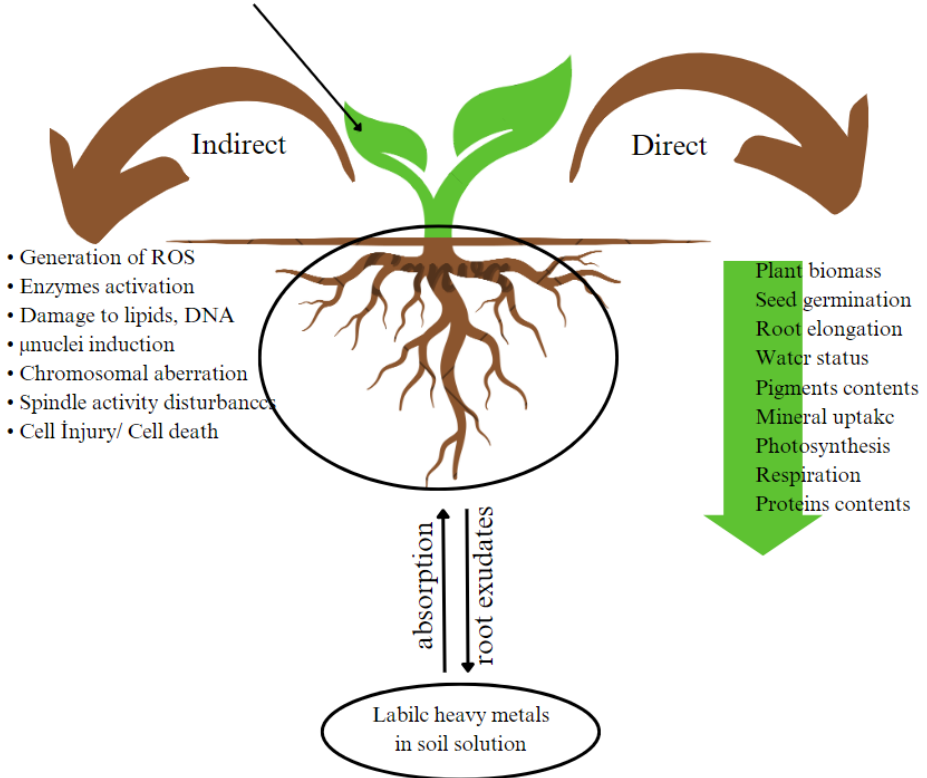 Indirect
Direct
• Generation of ROS
• Enzymes activation
• Damage to lipids, DNA
• µnuclei induction
• Chromosomal aberration
• Spindle activity disturbances
• Cell İnjury/ Cell death
Plant biomass
Seed germination
Root elongation
Water status
Pigments contents
Mineral uptake
Photosynthesis
Respiration
Proteins contents
absorption
root exudates
Labile heavy metals
in soil solution